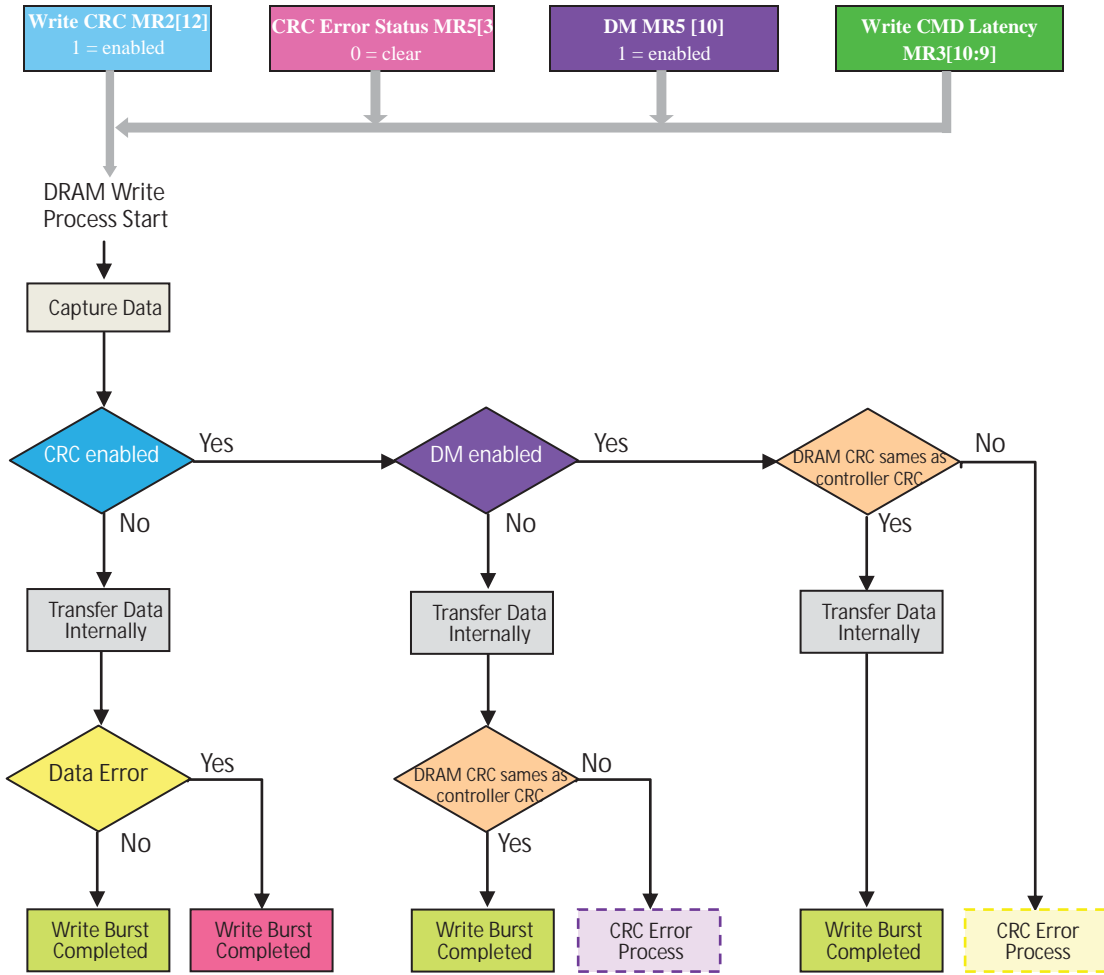 Write CRC MR2[12]
1 = enabled
CRC Error Status MR5[3
0 = clear
DM MR5 [10]
1 = enabled
Write CMD Latency
MR3[10:9]
DRAM Write
Process Start
Capture Data
CRC enabled
Yes
DM enabled
Yes
DRAM CRC sames as
controller CRC
No
No
No
Yes
Transfer Data
Internally
Transfer Data
Internally
Transfer Data
Internally
Data Error
Yes
DRAM CRC sames as
controller CRC
No
No
Yes
Write Burst
Completed
Write Burst
Completed
Write Burst
Completed
CRC Error
Process
Write Burst
Completed
CRC Error
Process